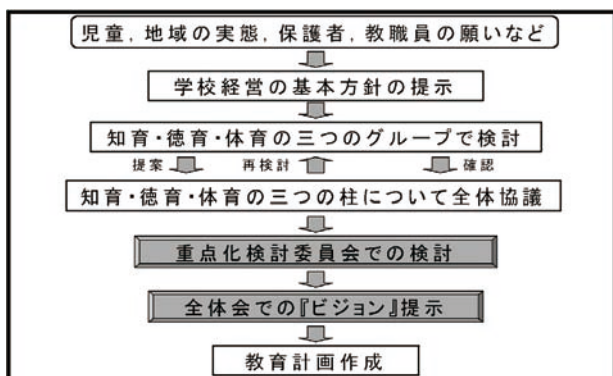 児童，地域の実態，保護者，教職員の願いなど
学校経営の基本方針の提示
知育・徳育・体育の三つのグループで検討
提案 再検討 確認
知育・徳育・体育の三つの柱について全体協議
重点化検討委員会での検討
全体会での『ビジョン』提示
教育計画作成